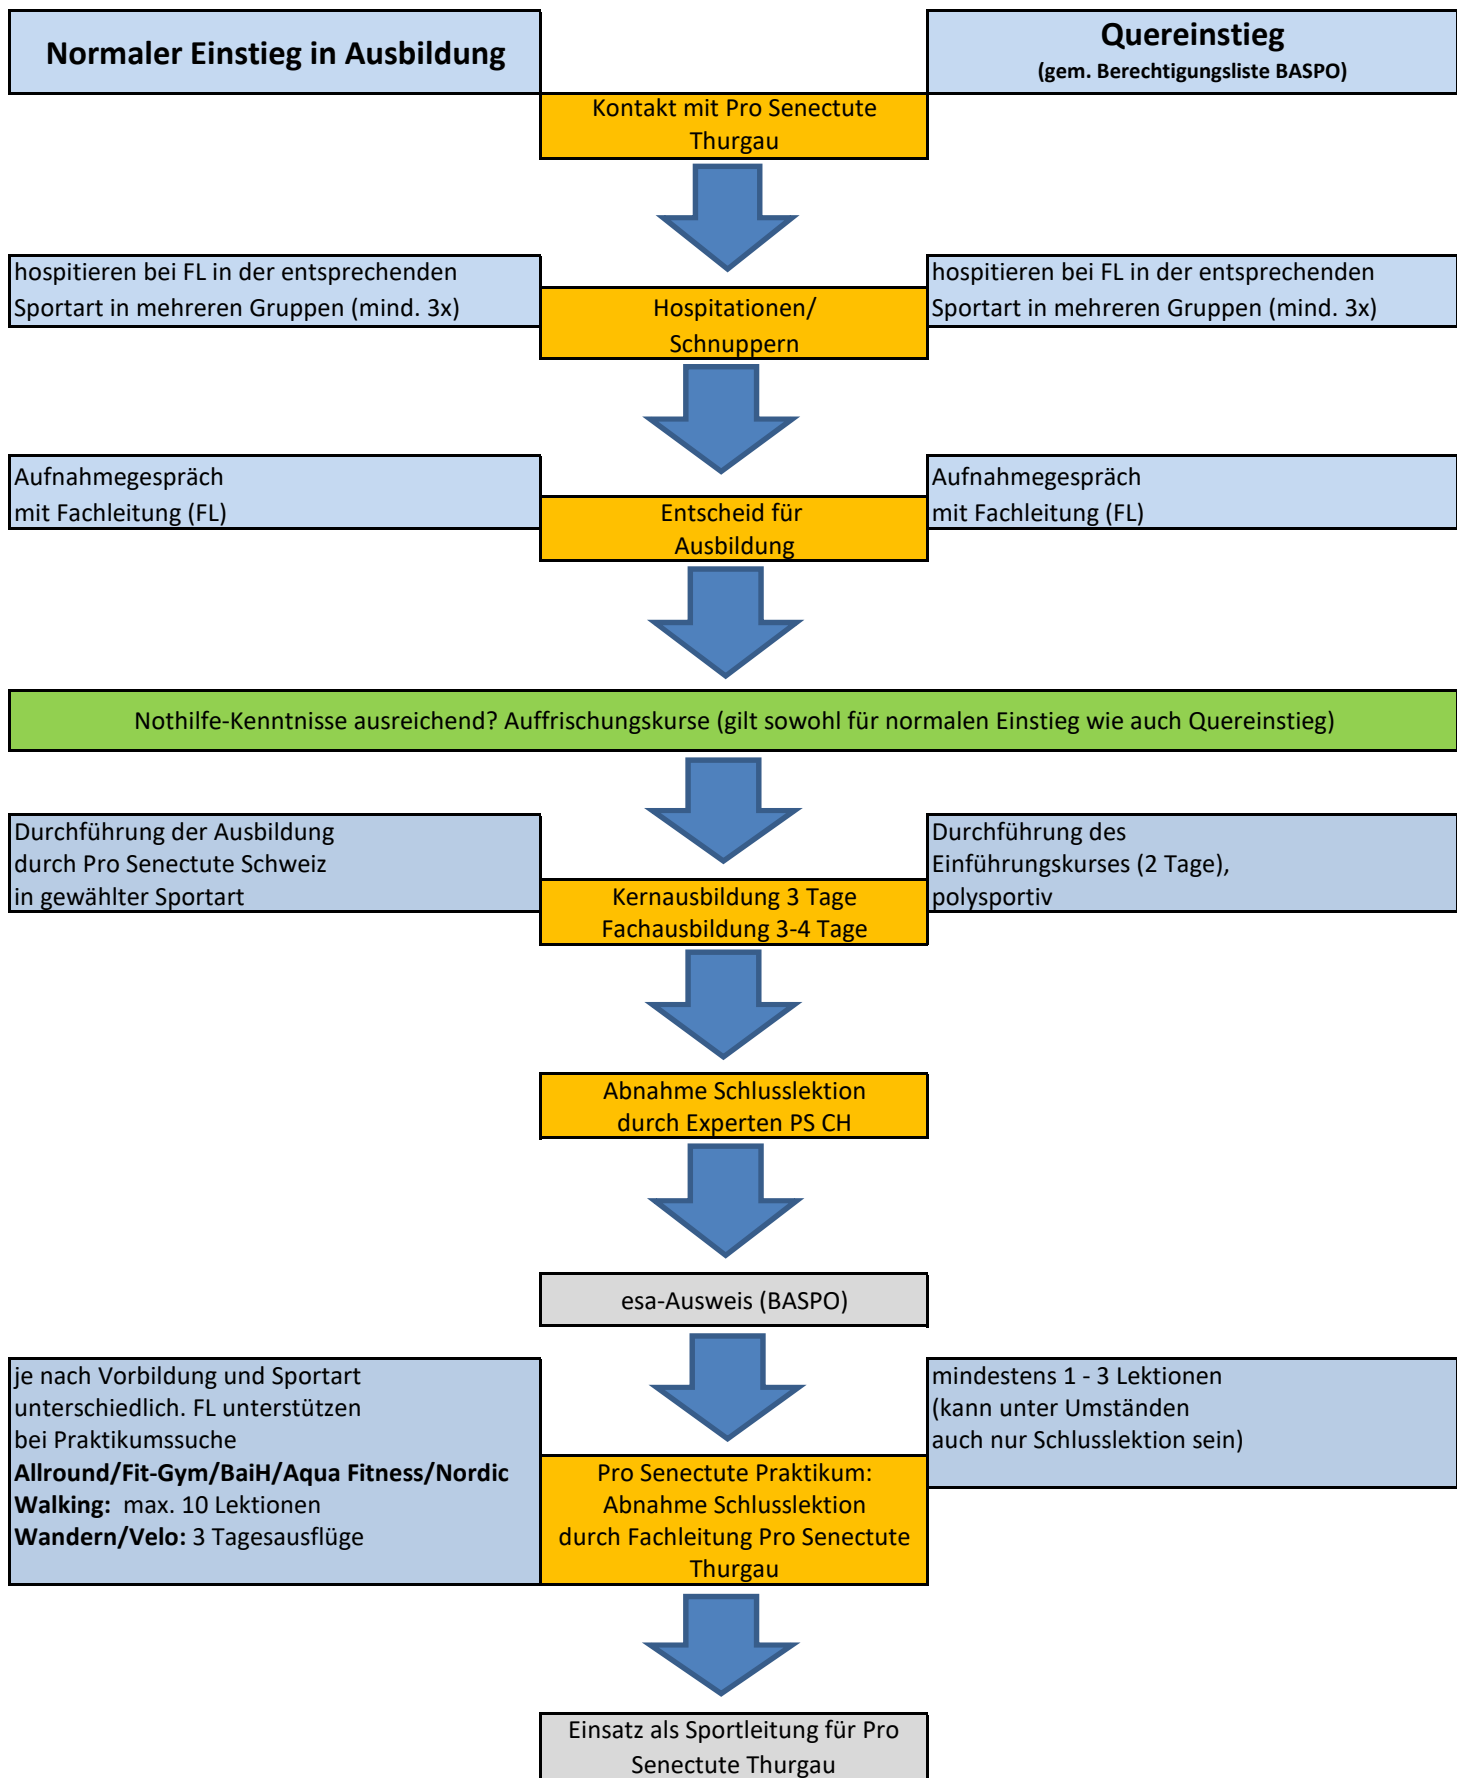 Normaler Einstieg in Ausbildung
Quereinstieg
(gem. Berechtigungsliste BASPO)
Kontakt mit Pro Senectute
Thurgau
hospitieren bei FL in der entsprechenden
Sportart in mehreren Gruppen (mind. 3x)
Hospitationen/
Schnuppern
hospitieren bei FL in der entsprechenden
Sportart in mehreren Gruppen (mind. 3x)
Aufnahmegespräch
mit Fachleitung (FL)
Entscheid für
Ausbildung
Aufnahmegespräch
mit Fachleitung (FL)
Nothilfe-Kenntnisse ausreichend? Auffrischungskurse (gilt sowohl für normalen Einstieg wie auch Quereinstieg)
Durchführung der Ausbildung
durch Pro Senectute Schweiz
in gewählter Sportart
Kernausbildung 3 Tage
Fachausbildung 3-4 Tage
Durchführung des
Einführungskurses (2 Tage),
polysportiv
Abnahme Schlusslektion
durch Experten PS CH
esa-Ausweis (BASPO)
je nach Vorbildung und Sportart
unterschiedlich. FL unterstützen
bei Praktikumssuche
Allround/Fit-Gym/BaiH/Aqua Fitness/Nordic
Walking:  max. 10 Lektionen
Wandern/Velo: 3 Tagesausflüge
Pro Senectute Praktikum:
Abnahme Schlusslektion
durch Fachleitung Pro Senectute
Thurgau
mindestens 1 - 3 Lektionen
(kann unter Umständen
auch nur Schlusslektion sein)
Einsatz als Sportleitung für Pro
Senectute Thurgau